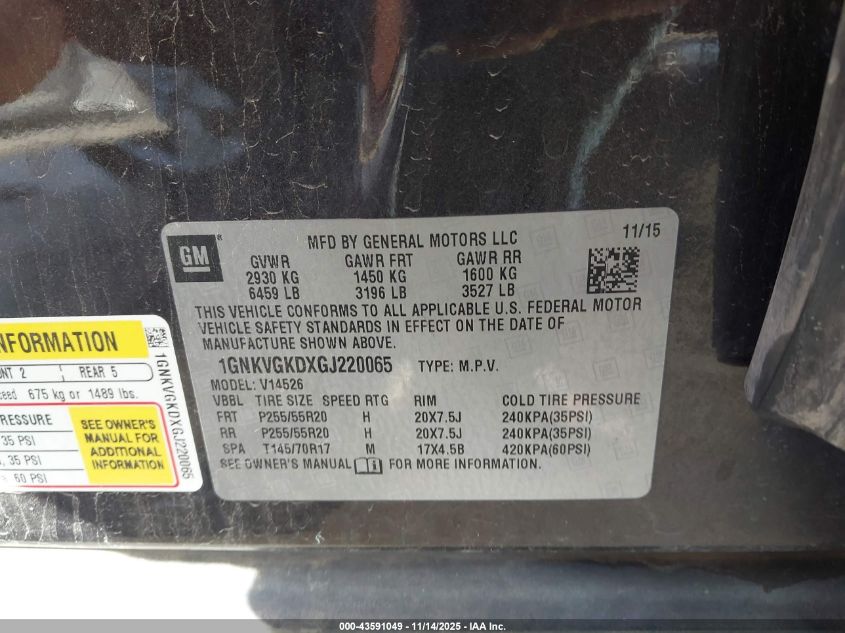 GM
MFD BY GENERAL MOTORS LLC
11/15
GVWR GAWR FRT GAWR RR
2930 KG 1450 KG 1600 KG
6459 LB 3196 LB 3527 LB
THIS VEHICLE CONFORMS TO ALL APPLICABLE U.S. FEDERAL MOTOR
VEHICLE SAFETY STANDARDS IN EFFECT ON THE DATE OF
MANUFACTURE SHOWN ABOVE.
1GNKVGKDXGJ220065 TYPE: M.P.V.
MODEL: V14526
VBBL TIRE SIZE SPEED RTG RIM COLD TIRE PRESSURE
FRT P255/55R20 H 20X7.5J 240KPA(35PSI)
RR P255/55R20 H 20X7.5J 240KPA(35PSI)
SPA T145/70R17 M 17X4.5B 420KPA(60PSI)
SEE OWNER'S MANUAL FOR MORE INFORMATION.
INFORMATION
2 REAR 5
675 kg or 1489 lbs.
PRESSURE
35 PSI
35 PSI
60 PSI
SEE OWNER'S
MANUAL FOR
ADDITIONAL
INFORMATION
1GNKVGKDXGJ220065
000-43591049 - 11/14/2025 - IAA Inc.